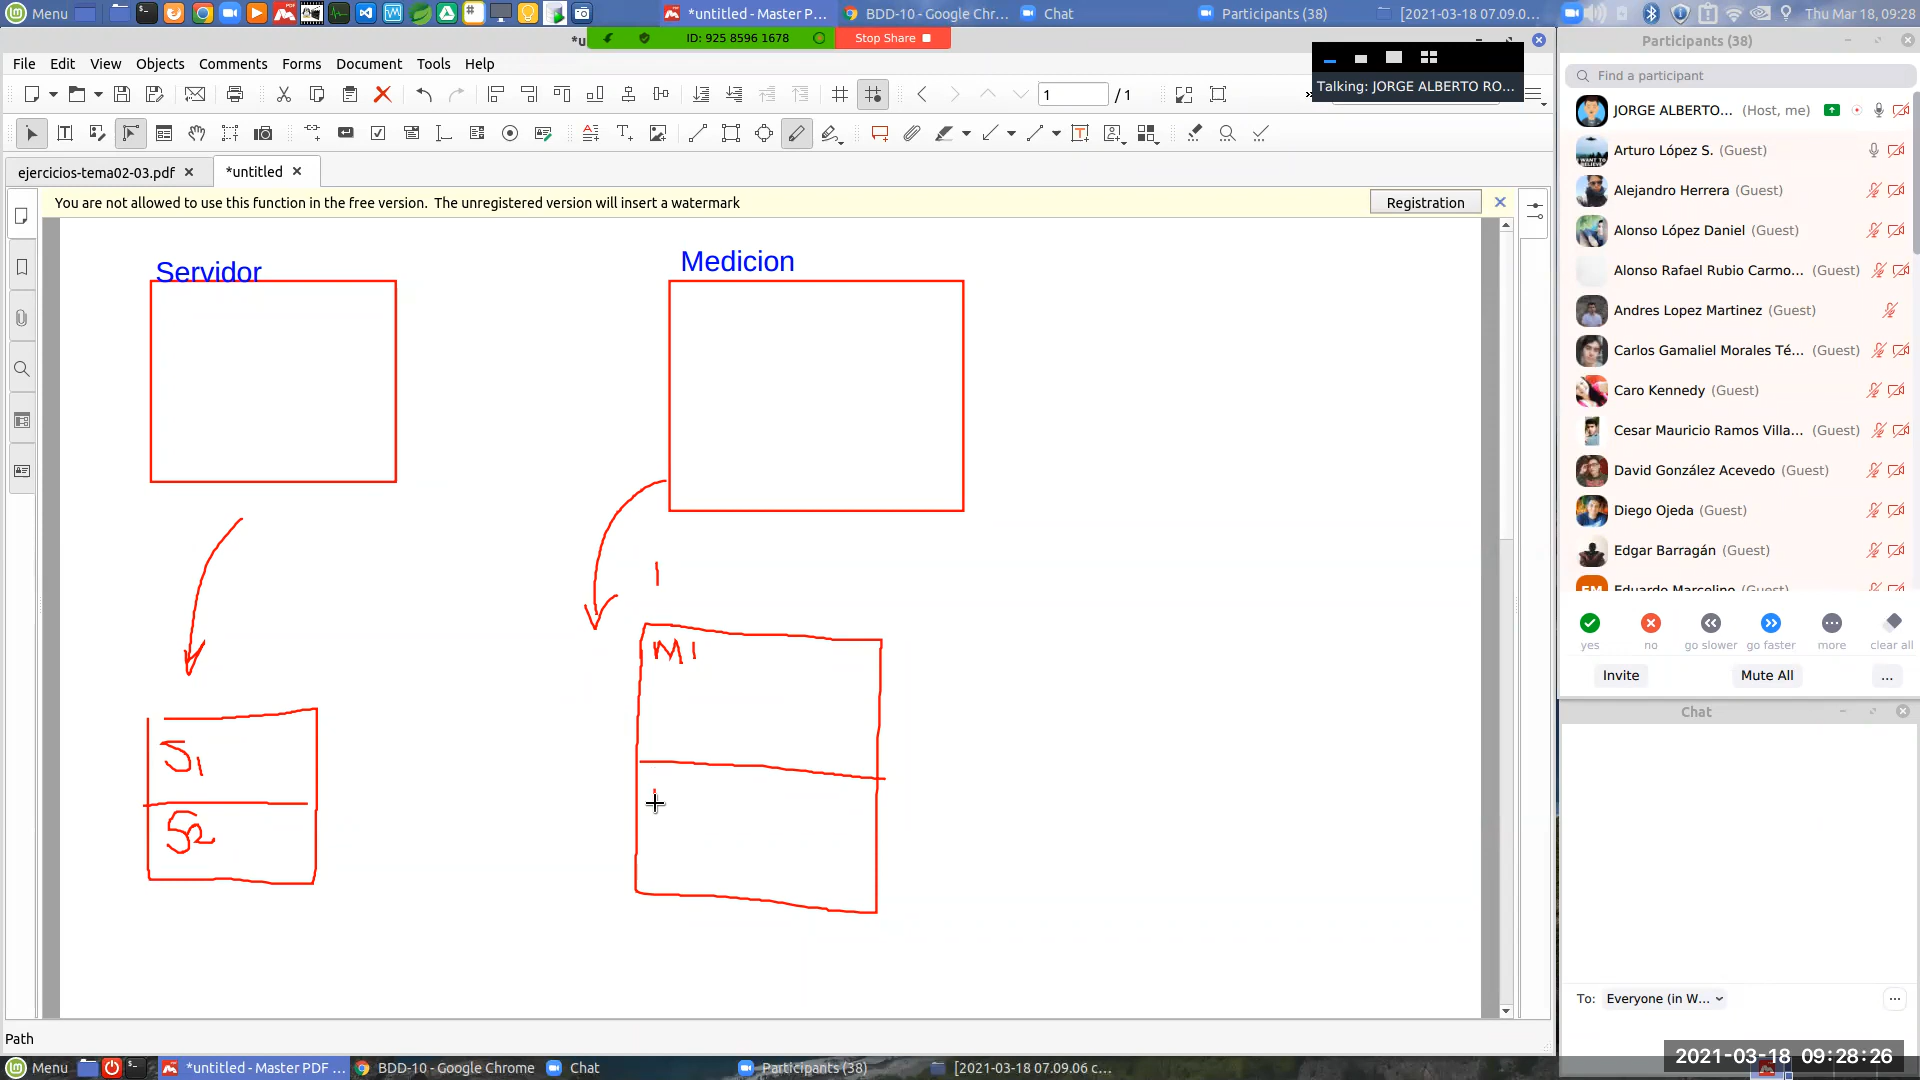 Menu
*untitled - Master P...
BDD-10 - Google Chr...
Chat
Participants (38)
[2021-03-18 07.09.0...
Thu Mar 18, 09:28
*u
ID: 925 8596 1678
Stop Share
Participants (38)
File Edit View Objects Comments Forms Document Tools Help
Talking: JORGE ALBERTO RO...
Find a participant
1 / 1
JORGE ALBERTO... (Host, me)
Arturo López S. (Guest)
Alejandro Herrera (Guest)
Alonso López Daniel (Guest)
Alonso Rafael Rubio Carmo... (Guest)
Andres Lopez Martinez (Guest)
Carlos Gamaliel Morales Té... (Guest)
Caro Kennedy (Guest)
Cesar Mauricio Ramos Villa... (Guest)
David González Acevedo (Guest)
Diego Ojeda (Guest)
Edgar Barragán (Guest)
Eduardo Marcelino (Guest)
yes no go slower go faster more clear all
Invite Mute All ...
Chat
To: Everyone (in W...
ejercicios-tema02-03.pdf
*untitled
You are not allowed to use this function in the free version. The unregistered version will insert a watermark
Registration
Servidor
Medicion
1
M1
S1
S2
Path
Menu
*untitled - Master PDF ...
BDD-10 - Google Chrome
Chat
Participants (38)
[2021-03-18 07.09.06 c...
2021-03-18 09:28:26